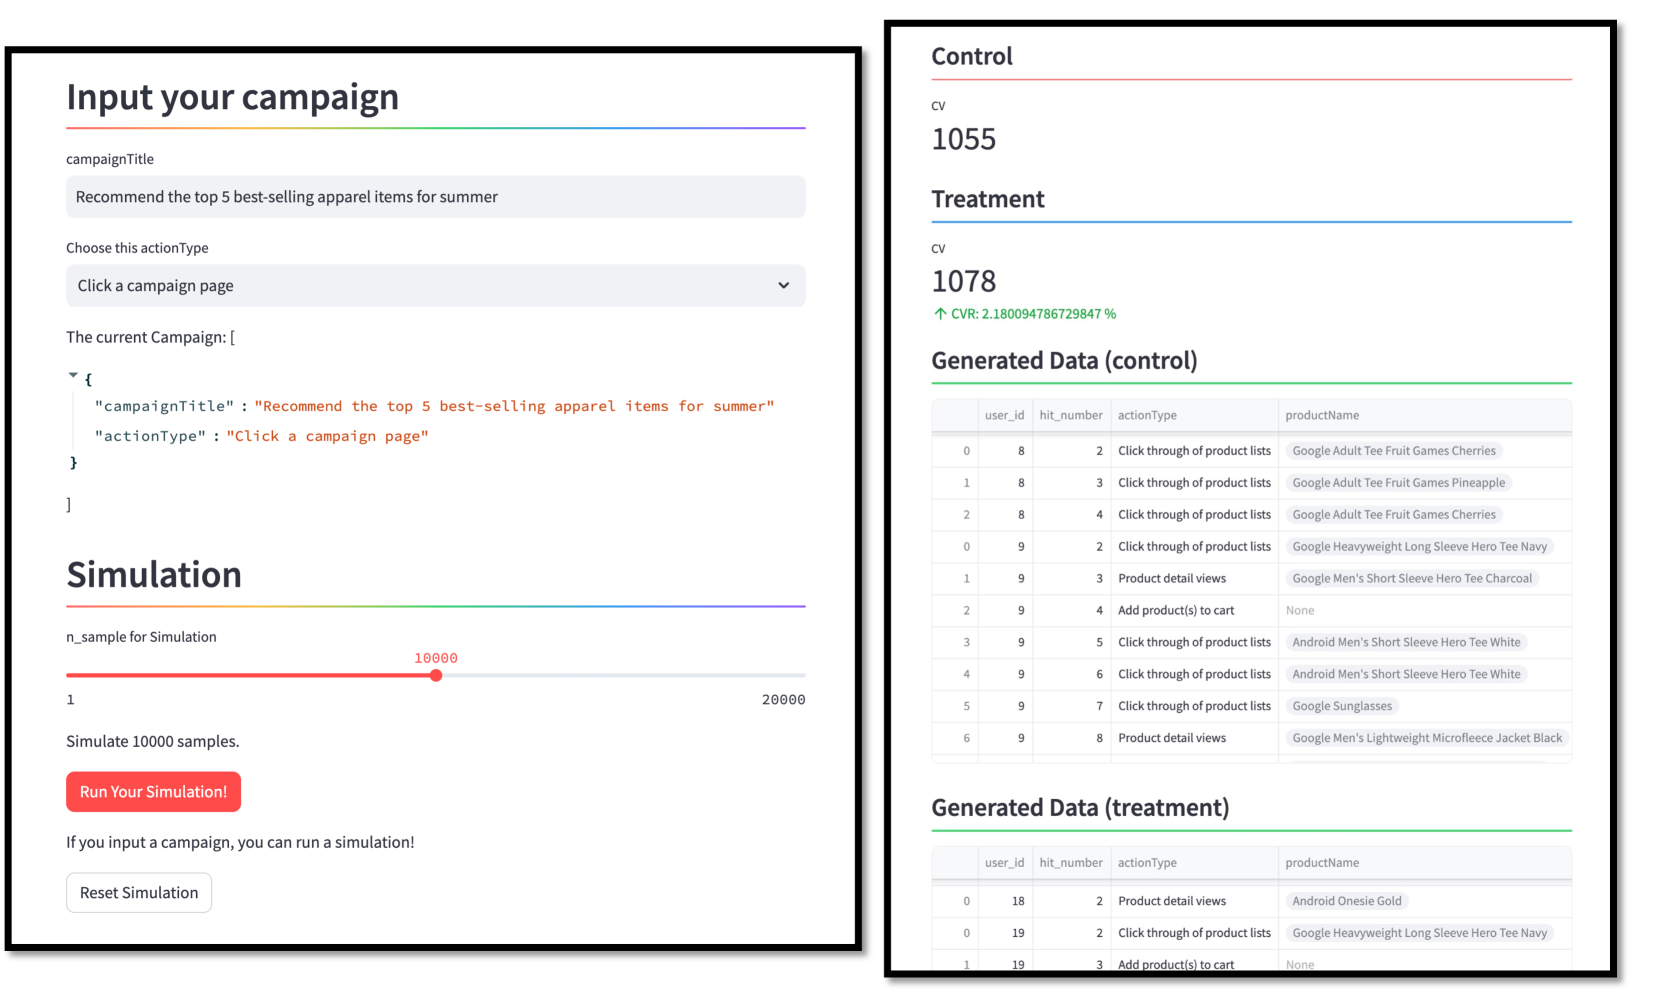 Input your campaign
campaignTitle
Recommend the top 5 best-selling apparel items for summer
Choose this actionType
Click a campaign page
The current Campaign: [
{
"campaignTitle" : "Recommend the top 5 best-selling apparel items for summer"
"actionType" : "Click a campaign page"
}
]
Simulation
n_sample for Simulation
10000
1 20000
Simulate 10000 samples.
Run Your Simulation!
If you input a campaign, you can run a simulation!
Reset Simulation
Control
CV
1055
Treatment
CV
1078
↑ CVR: 2.180094786729847 %
Generated Data (control)
user_id hit_number actionType productName
0 8 2 Click through of product lists Google Adult Tee Fruit Games Cherries
1 8 3 Click through of product lists Google Adult Tee Fruit Games Pineapple
2 8 4 Click through of product lists Google Adult Tee Fruit Games Cherries
0 9 2 Click through of product lists Google Heavyweight Long Sleeve Hero Tee Navy
1 9 3 Product detail views Google Men's Short Sleeve Hero Tee Charcoal
2 9 4 Add product(s) to cart None
3 9 5 Click through of product lists Android Men's Short Sleeve Hero Tee White
4 9 6 Click through of product lists Android Men's Short Sleeve Hero Tee White
5 9 7 Click through of product lists Google Sunglasses
6 9 8 Product detail views Google Men's Lightweight Microfleece Jacket Black
Generated Data (treatment)
user_id hit_number actionType productName
0 18 2 Product detail views Android Onesie Gold
0 19 2 Click through of product lists Google Heavyweight Long Sleeve Hero Tee Navy
1 19 3 Add product(s) to cart None